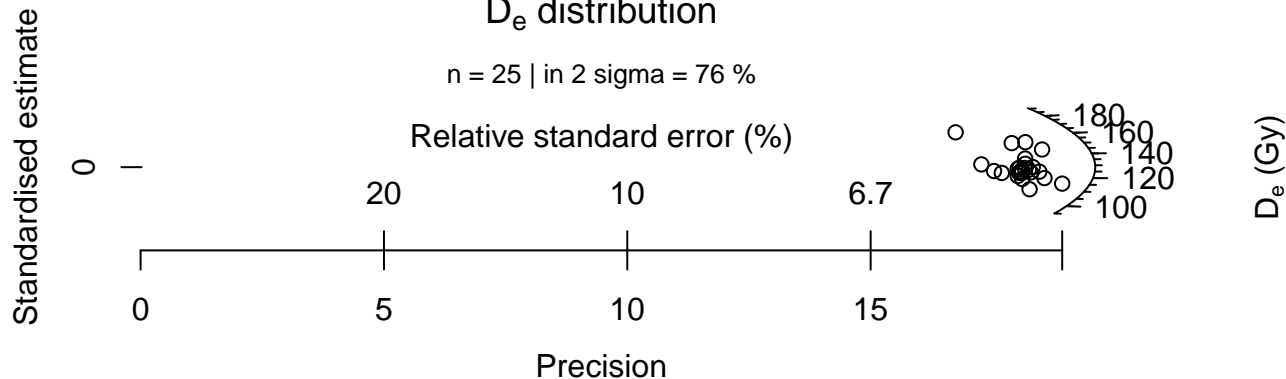 De distribution
n = 25 | in 2 sigma = 76 %
Relative standard error (%)
20 10 6.7
Standardised estimate
0
180
160
140
120
100
De (Gy)
0 5 10 15
Precision